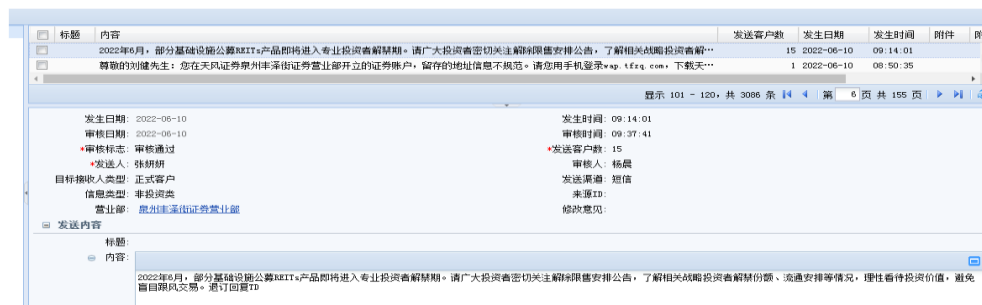 标题 内容 发送客户数 发生日期 发生时间 附件
2022年6月，部分基础设施公募REITs产品即将进入专业投资者解禁期。请广大投资者密切关注解除限售安排公告，了解相关战略投资者解… 15 2022-06-10 09:14:01
尊敬的刘健先生：您在天风证券泉州丰泽街证券营业部开立的证券账户，留存的地址信息不规范。请您用手机登录wap.tfzq.com，下载天… 1 2022-06-10 08:50:35
显示 101 - 120，共 3086 条 第 6 页 共 155 页
发生日期: 2022-06-10 发生时间: 09:14:01
审核日期: 2022-06-10 审核时间: 09:37:41
*审核标志: 审核通过 *发送客户数: 15
*发送人: 张妍妍 审核人: 杨晨
目标接收人类型: 正式客户 发送渠道: 短信
信息类型: 非投资类 来源ID:
营业部: 泉州丰泽街证券营业部 修改意见:
发送内容
标题:
内容:
2022年6月，部分基础设施公募REITs产品即将进入专业投资者解禁期。请广大投资者密切关注解除限售安排公告，了解相关战略投资者解禁份额、流通安排等情况，理性看待投资价值，避免
盲目跟风交易。退订回复TD